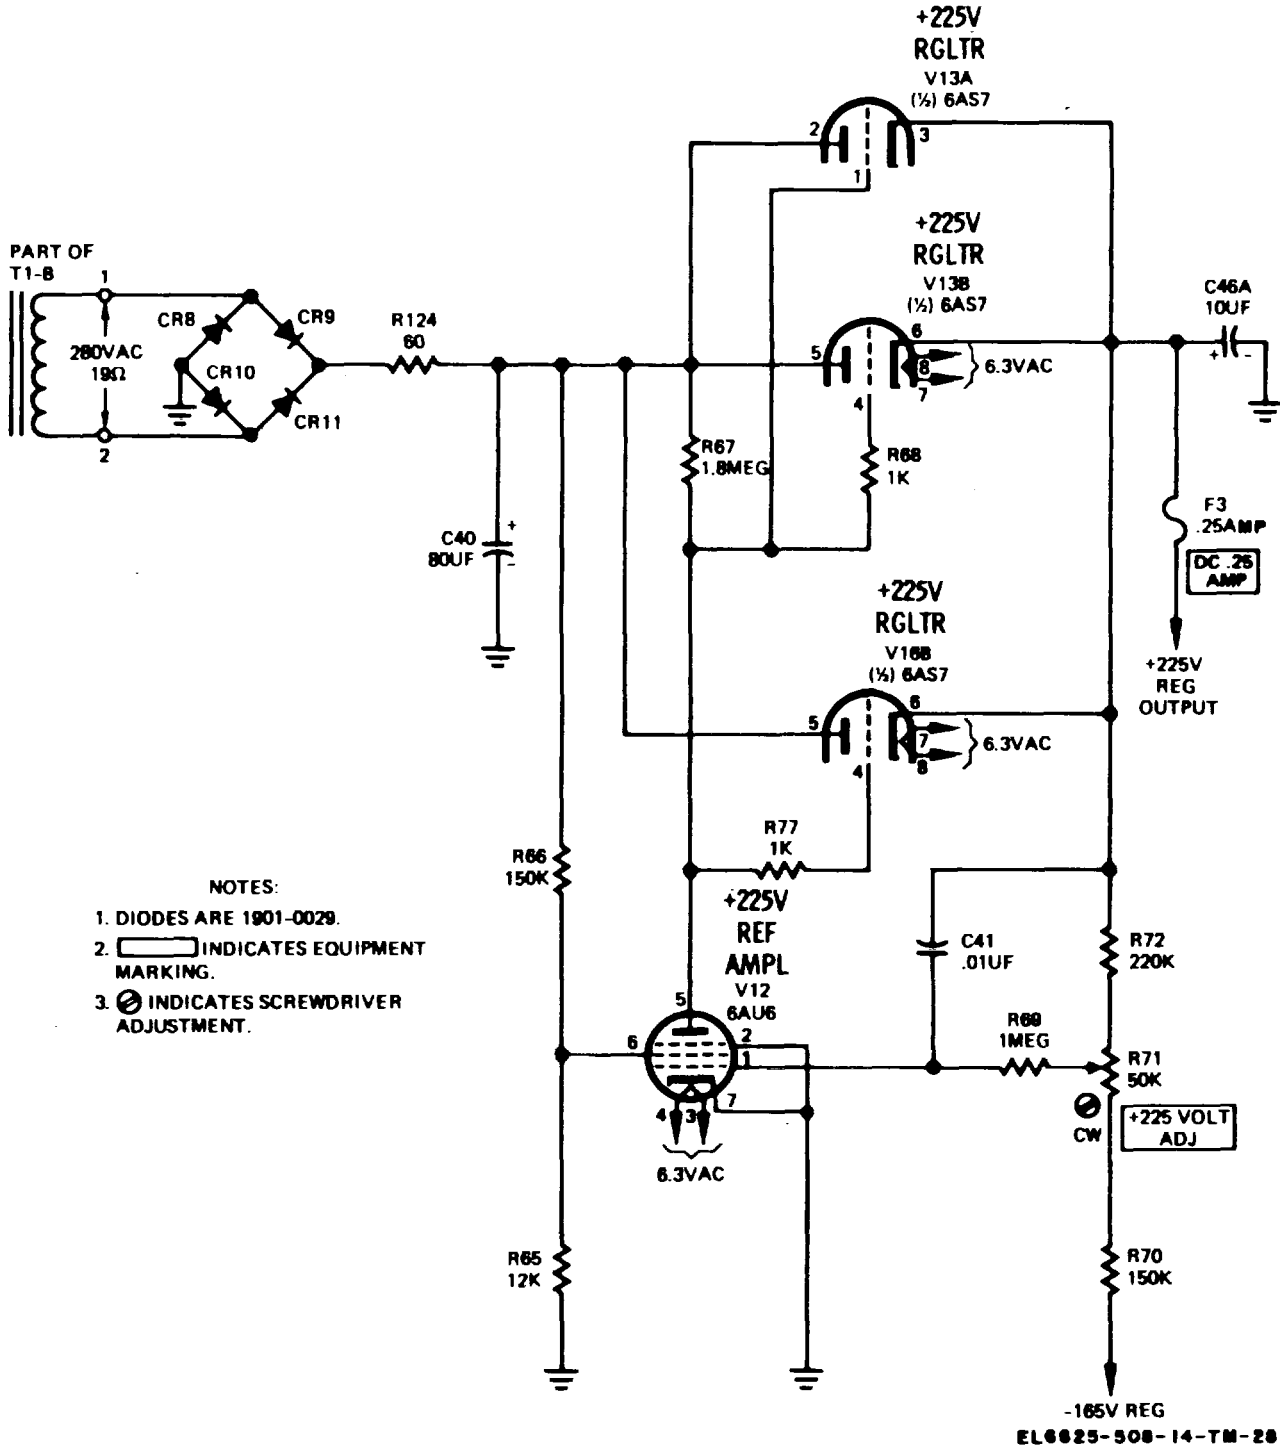 +225V
RGLTR
V13A
(½) 6AS7
2
3
1
+225V
RGLTR
V13B
(½) 6AS7
5
6
8
7
4
6.3VAC
PART OF
T1-B
1
280VAC
19Ω
2
CR8
CR9
CR10
CR11
R124
60
C46A
10UF
+
-
R67
1.8MEG
R68
1K
C40
80UF
+
-
F3
.25AMP
DC .25
AMP
+225V
REG
OUTPUT
+225V
RGLTR
V16B
(½) 6AS7
5
6
7
8
4
6.3VAC
R77
1K
R66
150K
+225V
REF
AMPL
V12
6AU6
5
6
2
1
7
4
3
6.3VAC
C41
.01UF
R72
220K
R69
1MEG
R71
50K
CW
+225 VOLT
ADJ
R65
12K
R70
150K
-165V REG
NOTES:
1. DIODES ARE 1901-0029.
2. INDICATES EQUIPMENT
MARKING.
3. INDICATES SCREWDRIVER
ADJUSTMENT.
EL6625-508-14-TM-28